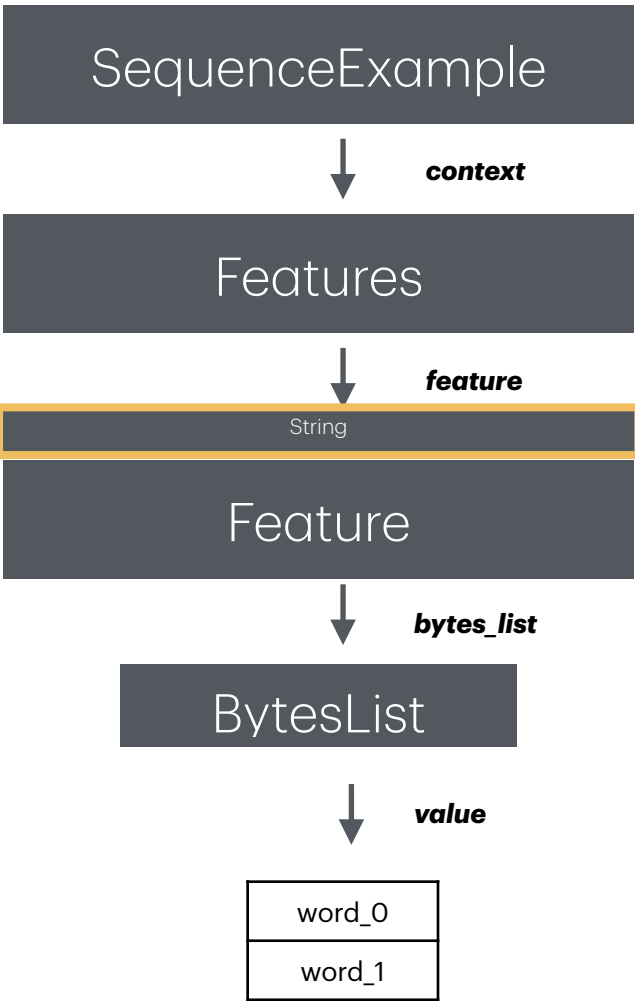 SequenceExample
context
Features
feature
String
Feature
bytes_list
BytesList
value
word_0
word_1